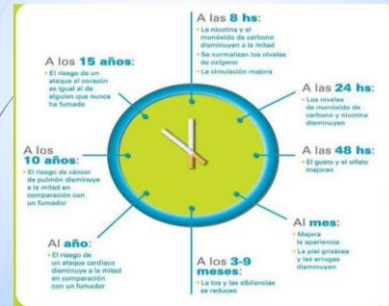 A las 8 hs:
• La nicotina y el
monóxido de carbono
disminuyen a la mitad
• Se normalizan los niveles
de oxígeno
• La circulación mejora
A las 24 hs:
• Los niveles
de monóxido de
carbono y nicotina
disminuyen
A las 48 hs:
• El gusto y el olfato
mejoran
Al mes:
• Mejora
la apariencia
• La piel grisácea
y las arrugas
disminuyen
A los 3-9
meses:
• La tos y las sibilancias
se reducen
Al año:
• El riesgo de
un ataque cardíaco
disminuye a la mitad
en comparación
con un fumador
A los
10 años:
• El riesgo de cáncer
de pulmón disminuye
a la mitad en
comparación con
un fumador
A los 15 años:
• El riesgo de un
ataque al corazón
es igual al de
alguien que nunca
ha fumado